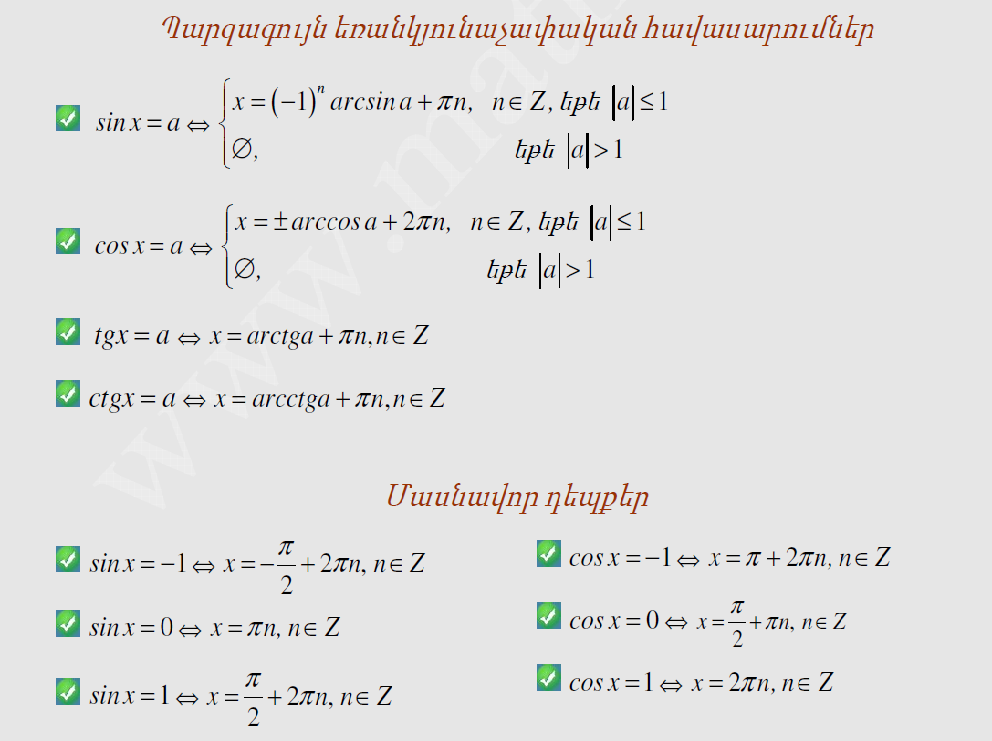 Պարզագույն եռանկյունաչափական հավասարումներ
sin x = a ⇔ { x = (−1)ⁿ arcsin a + πn, n ∈ Z, եթե |a| ≤ 1
∅, եթե |a| > 1
cos x = a ⇔ { x = ± arccos a + 2πn, n ∈ Z, եթե |a| ≤ 1
∅, եթե |a| > 1
tgx = a ⇔ x = arctga + πn, n ∈ Z
ctgx = a ⇔ x = arcctga + πn, n ∈ Z
Մասնավոր դեպքեր
sin x = −1 ⇔ x = −π/2 + 2πn, n ∈ Z
sin x = 0 ⇔ x = πn, n ∈ Z
sin x = 1 ⇔ x = π/2 + 2πn, n ∈ Z
cos x = −1 ⇔ x = π + 2πn, n ∈ Z
cos x = 0 ⇔ x = π/2 + πn, n ∈ Z
cos x = 1 ⇔ x = 2πn, n ∈ Z